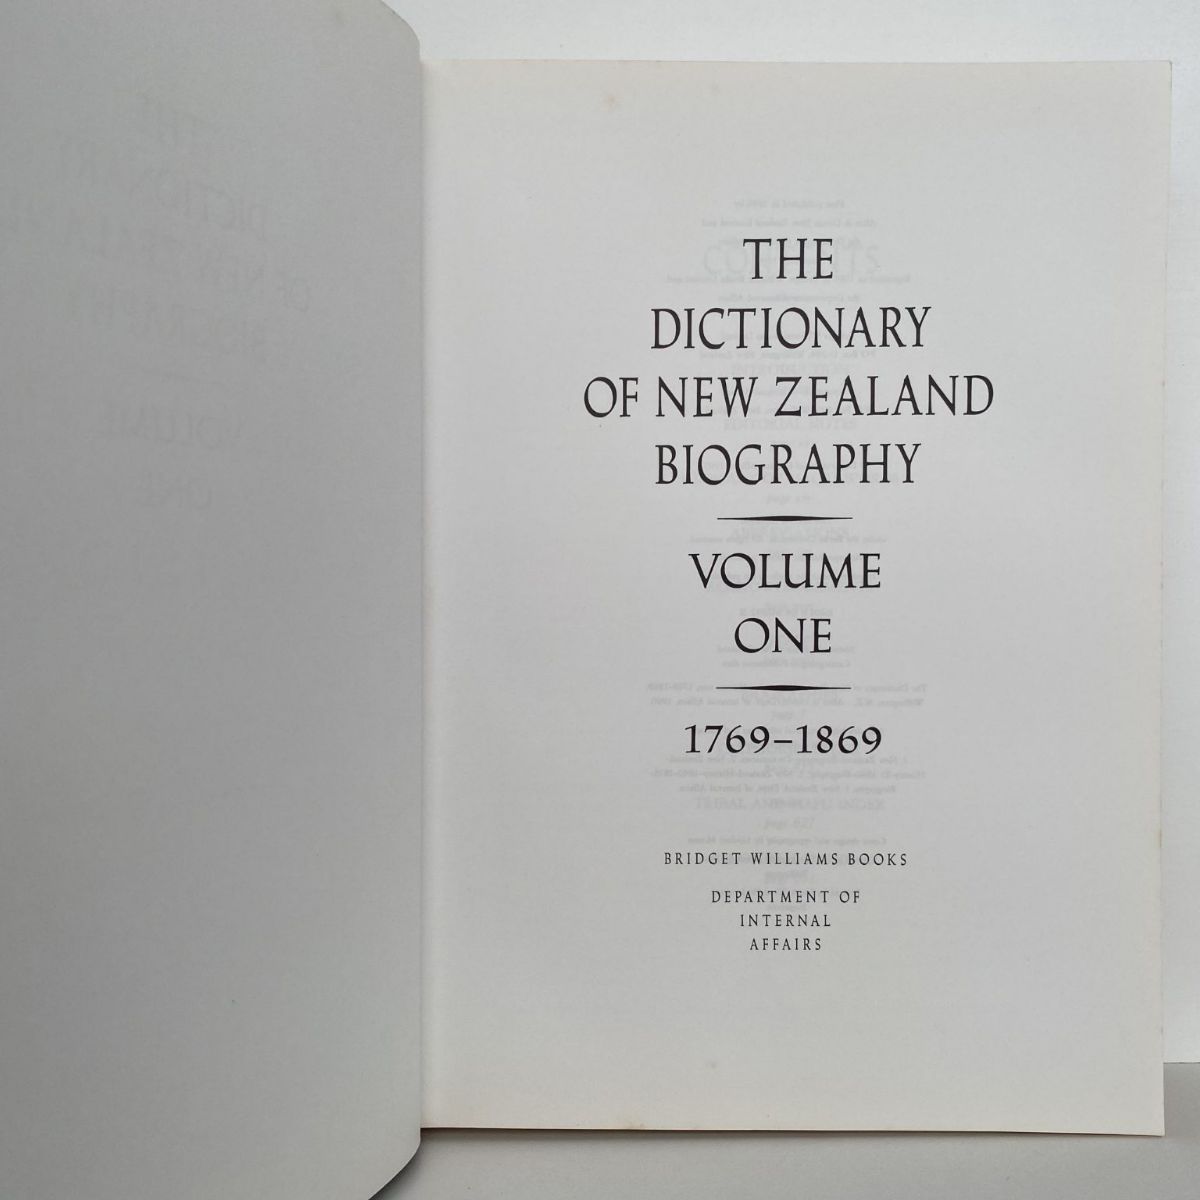 THE
DICTIONARY
OF NEW ZEALAND
BIOGRAPHY
VOLUME
ONE
1769–1869
BRIDGET WILLIAMS BOOKS
DEPARTMENT OF
INTERNAL
AFFAIRS